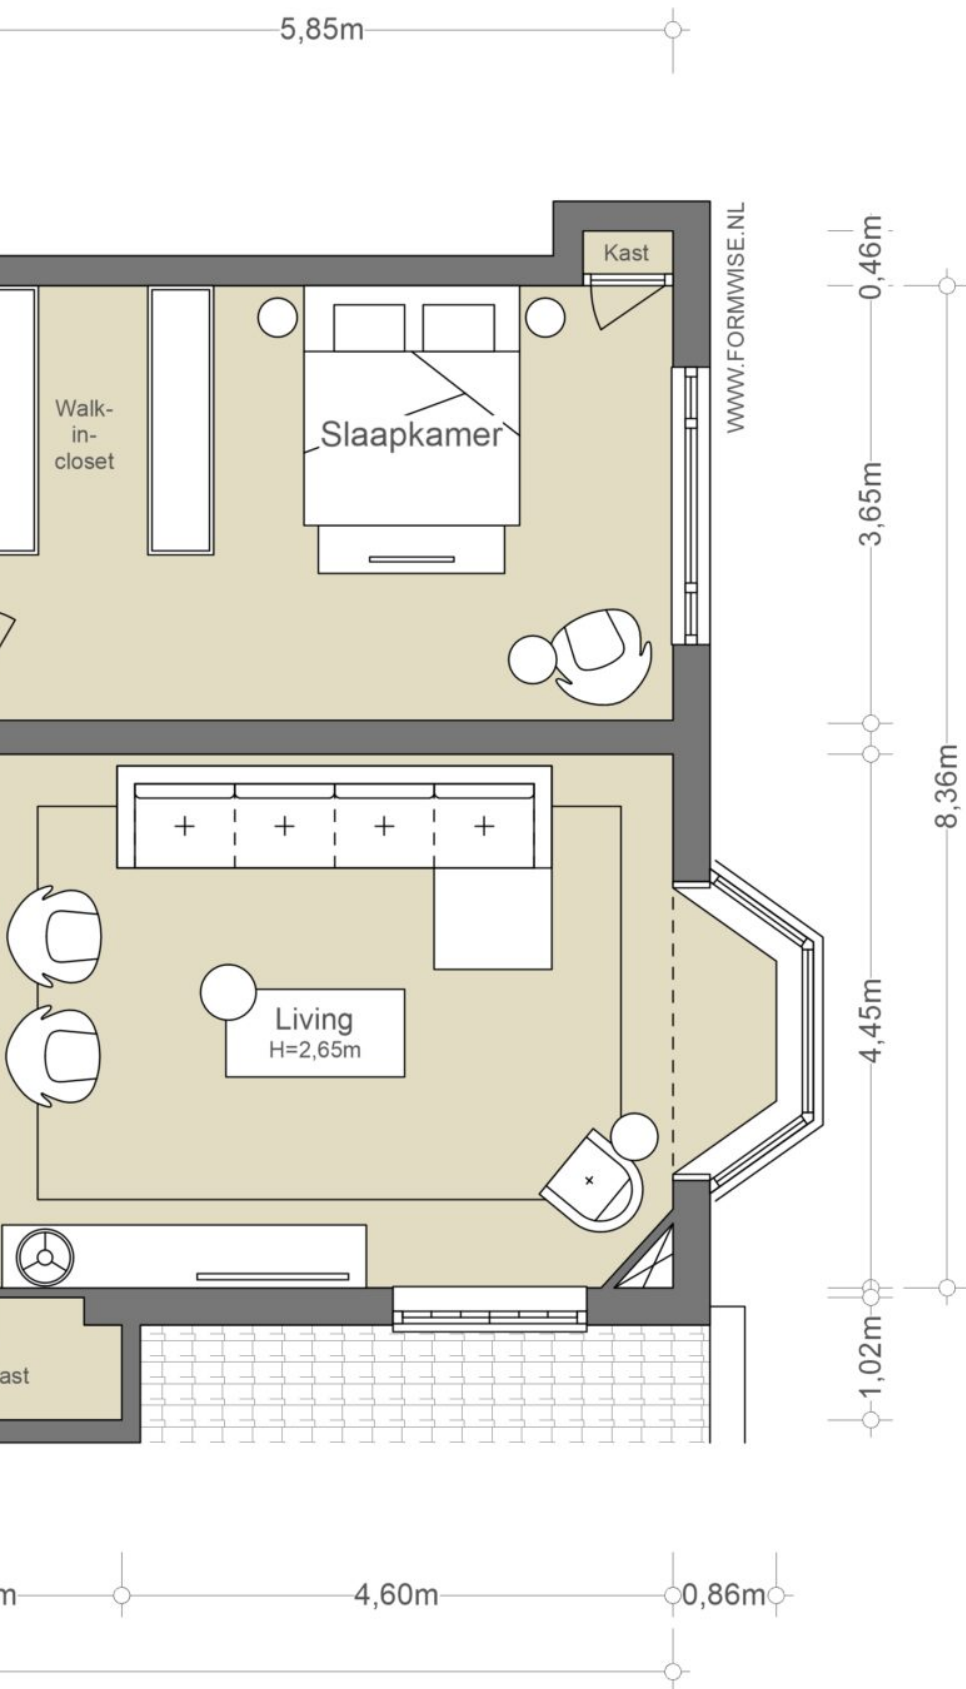 5,85m
WWW.FORMWISE.NL
0,46m
Kast
Walk-
in-
closet
Slaapkamer
3,65m
8,36m
Living
H=2,65m
4,45m
1,02m
ast
m
4,60m
0,86m